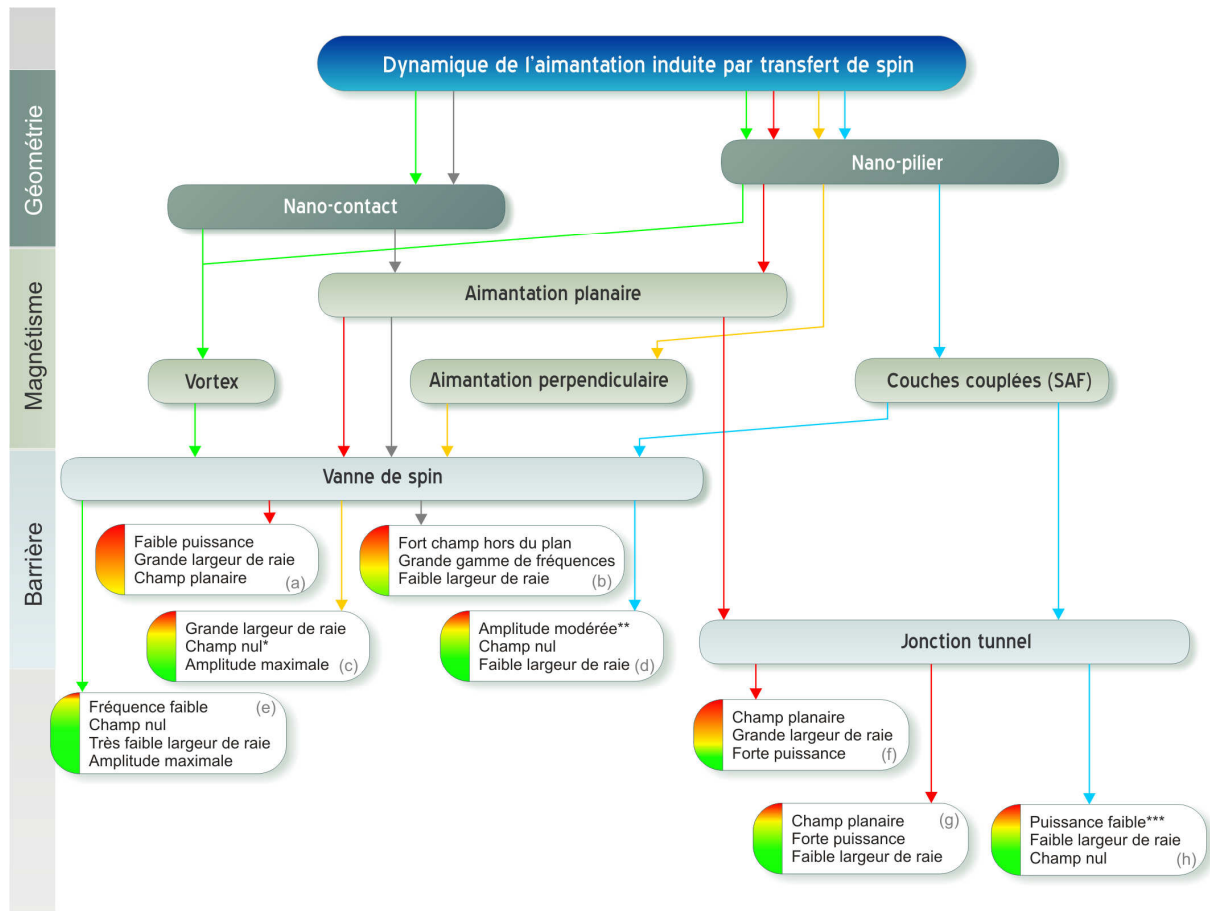 Dynamique de l'aimantation induite par transfert de spin
Géométrie
Nano-pilier
Nano-contact
Magnétisme
Aimantation planaire
Vortex
Aimantation perpendiculaire
Couches couplées (SAF)
Barrière
Vanne de spin
Faible puissance
Grande largeur de raie
Champ planaire
(a)
Fort champ hors du plan
Grande gamme de fréquences
Faible largeur de raie
(b)
Grande largeur de raie
Champ nul*
Amplitude maximale (c)
Amplitude modérée**
Champ nul
Faible largeur de raie (d)
Jonction tunnel
Fréquence faible (e)
Champ nul
Très faible largeur de raie
Amplitude maximale
Champ planaire
Grande largeur de raie
Forte puissance (f)
Champ planaire (g)
Forte puissance
Faible largeur de raie
Puissance faible***
Faible largeur de raie
Champ nul (h)